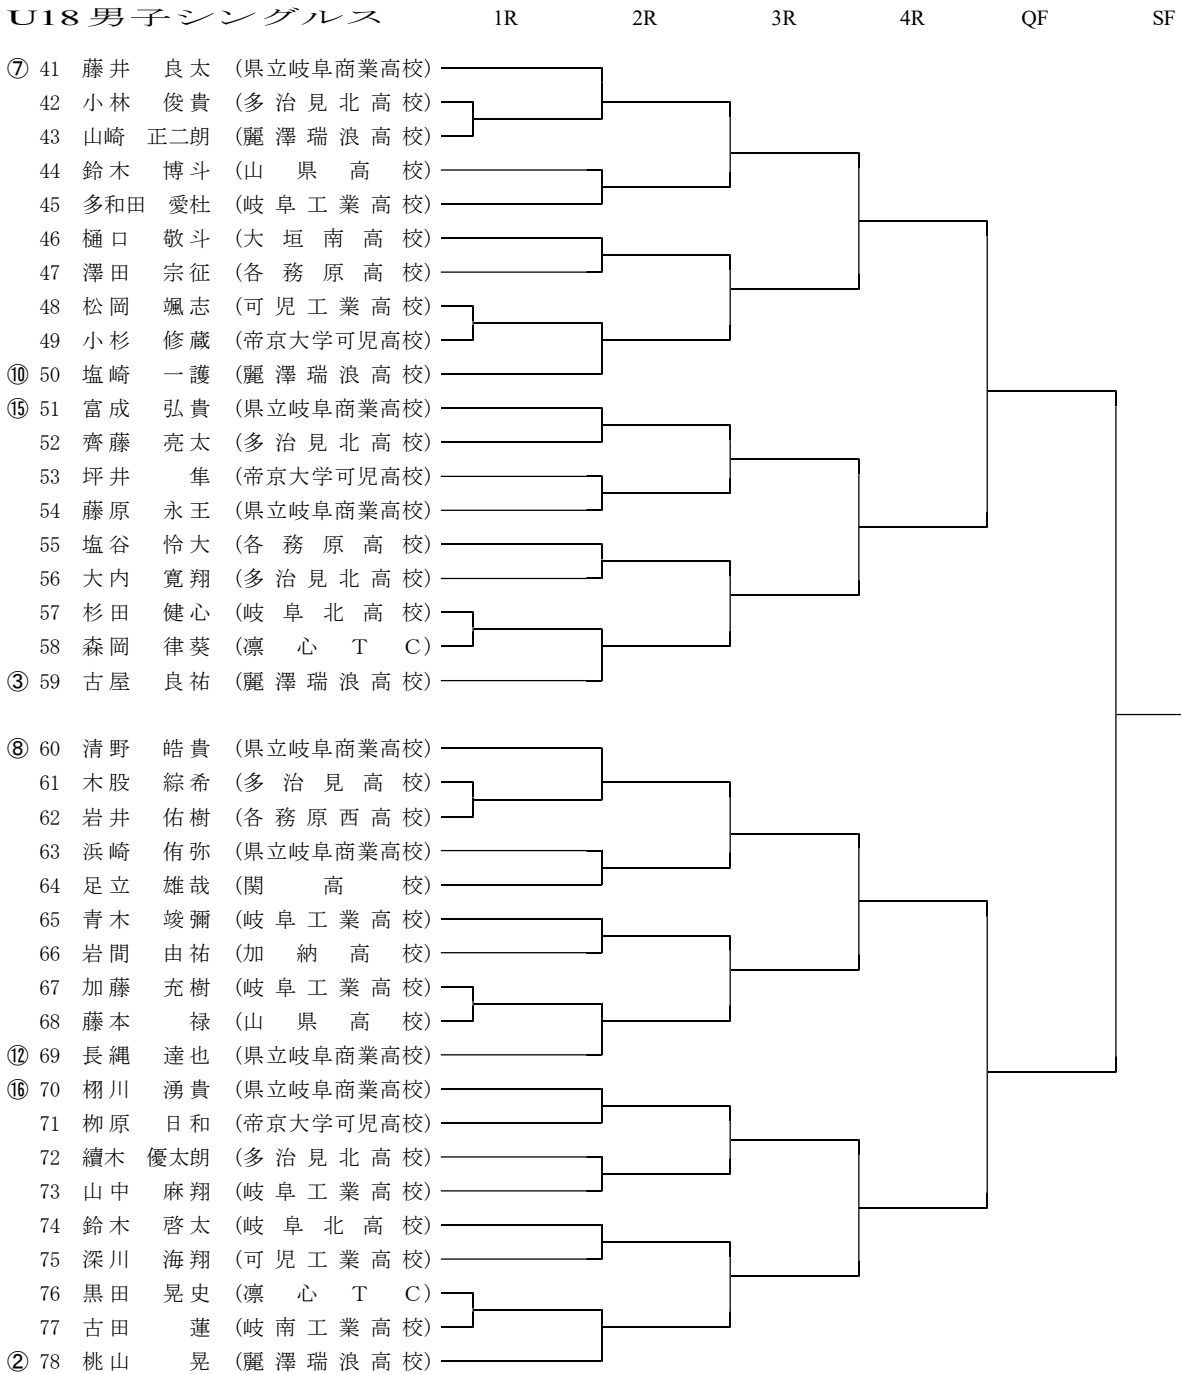 U18男子シングルス 1R 2R 3R 4R QF SF
⑦ 41 藤井 良太 (県立岐阜商業高校)
42 小林 俊貴 (多治見北高校)
43 山崎 正二朗 (麗澤瑞浪高校)
44 鈴木 博斗 (山県高校)
45 多和田 愛杜 (岐阜工業高校)
46 樋口 敬斗 (大垣南高校)
47 澤田 宗征 (各務原高校)
48 松岡 颯志 (可児工業高校)
49 小杉 修蔵 (帝京大学可児高校)
⑩ 50 塩崎 一護 (麗澤瑞浪高校)
⑮ 51 富成 弘貴 (県立岐阜商業高校)
52 齊藤 亮太 (多治見北高校)
53 坪井 隼 (帝京大学可児高校)
54 藤原 永王 (県立岐阜商業高校)
55 塩谷 怜大 (各務原高校)
56 大内 寛翔 (多治見北高校)
57 杉田 健心 (岐阜北高校)
58 森岡 律葵 (凛心TC)
③ 59 古屋 良祐 (麗澤瑞浪高校)
⑧ 60 清野 皓貴 (県立岐阜商業高校)
61 木股 綜希 (多治見高校)
62 岩井 佑樹 (各務原西高校)
63 浜崎 侑弥 (県立岐阜商業高校)
64 足立 雄哉 (関高校)
65 青木 竣彌 (岐阜工業高校)
66 岩間 由祐 (加納高校)
67 加藤 充樹 (岐阜工業高校)
68 藤本 禄 (山県高校)
⑫ 69 長縄 達也 (県立岐阜商業高校)
⑯ 70 栩川 湧貴 (県立岐阜商業高校)
71 栁原 日和 (帝京大学可児高校)
72 續木 優太朗 (多治見北高校)
73 山中 麻翔 (岐阜工業高校)
74 鈴木 啓太 (岐阜北高校)
75 深川 海翔 (可児工業高校)
76 黒田 晃史 (凛心TC)
77 古田 蓮 (岐南工業高校)
② 78 桃山 晃 (麗澤瑞浪高校)